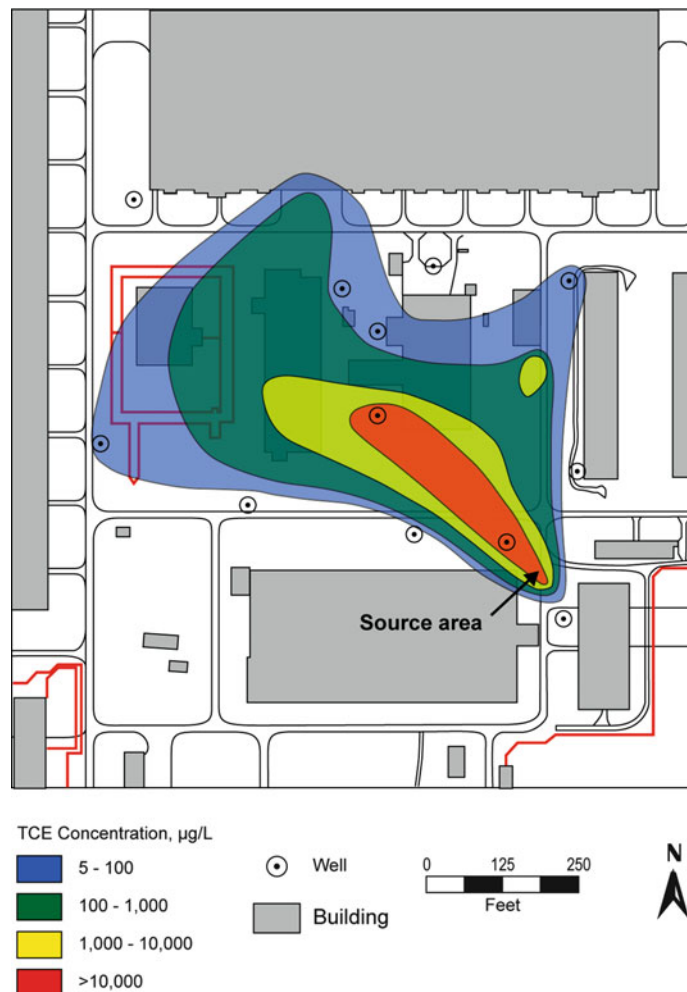 Source area
TCE Concentration, µg/L
5 - 100
100 - 1,000
1,000 - 10,000
>10,000
Well
Building
0 125 250
Feet
N